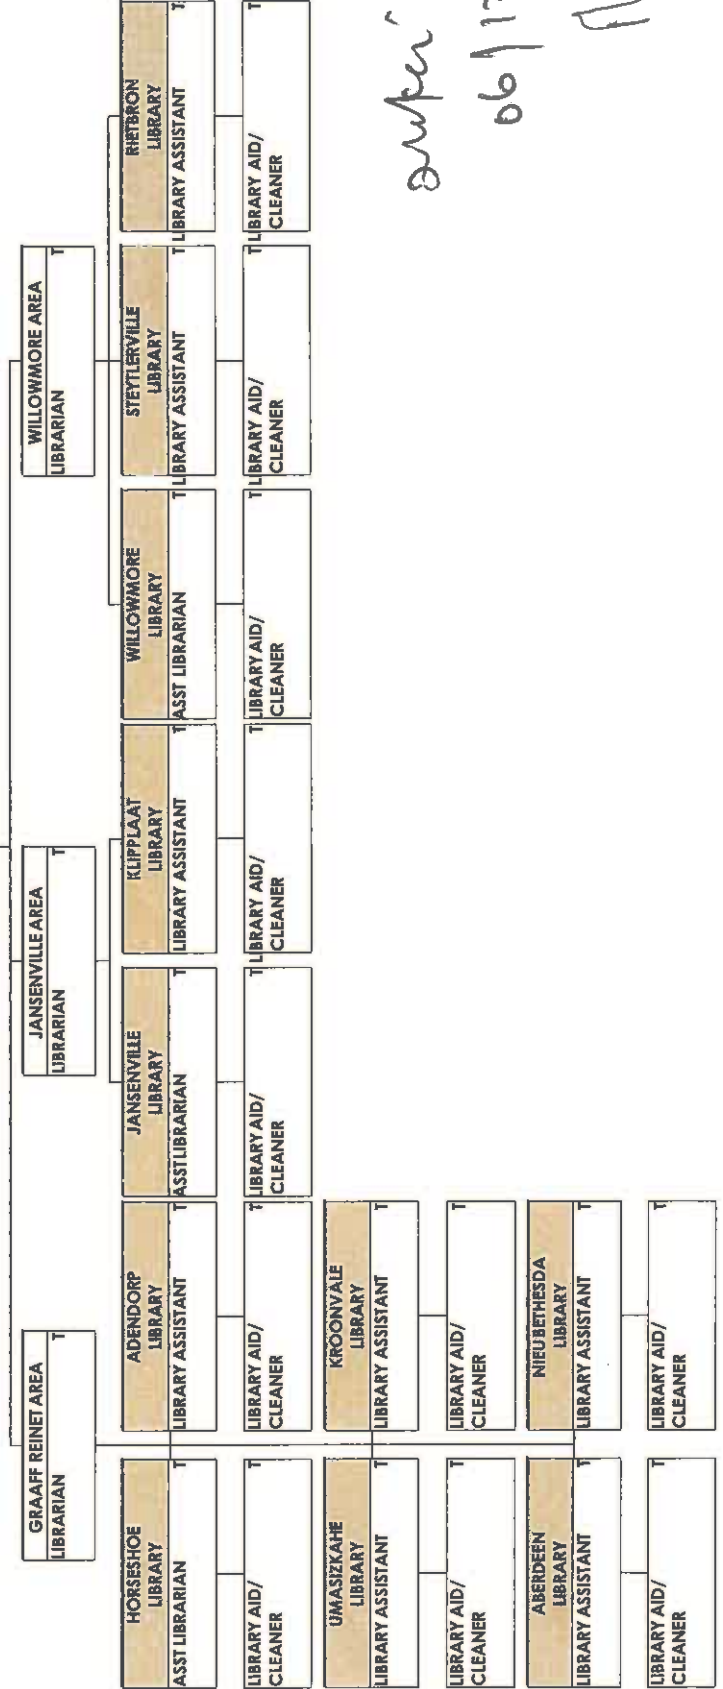 GRAAFF REINET AREA
LIBRARIAN T
JANSENVILLE AREA
LIBRARIAN T
WILLOWMORE AREA
LIBRARIAN T
HORSESHOE
LIBRARY
ASST LIBRARIAN T
LIBRARY AID/ T
CLEANER
ADENDORP
LIBRARY
LIBRARY ASSISTANT T
LIBRARY AID/ T
CLEANER
UMASIZKAHE
LIBRARY
LIBRARY ASSISTANT T
LIBRARY AID/ T
CLEANER
KROONVALE
LIBRARY
LIBRARY ASSISTANT T
LIBRARY AID/ T
CLEANER
ABERDEEN
LIBRARY
LIBRARY ASSISTANT T
LIBRARY AID/ T
CLEANER
NIEU BETHESDA
LIBRARY
LIBRARY ASSISTANT T
LIBRARY AID/ T
CLEANER
JANSENVILLE
LIBRARY
ASST LIBRARIAN T
LIBRARY AID/ T
CLEANER
KLIPPLAAT
LIBRARY
LIBRARY ASSISTANT T
LIBRARY AID/ T
CLEANER
WILLOWMORE
LIBRARY
ASST LIBRARIAN T
LIBRARY AID/ T
CLEANER
STEYTLERVILLE
LIBRARY
LIBRARY ASSISTANT T
LIBRARY AID/ T
CLEANER
RIETBRON
LIBRARY
LIBRARY ASSISTANT T
LIBRARY AID/ T
CLEANER
06/17